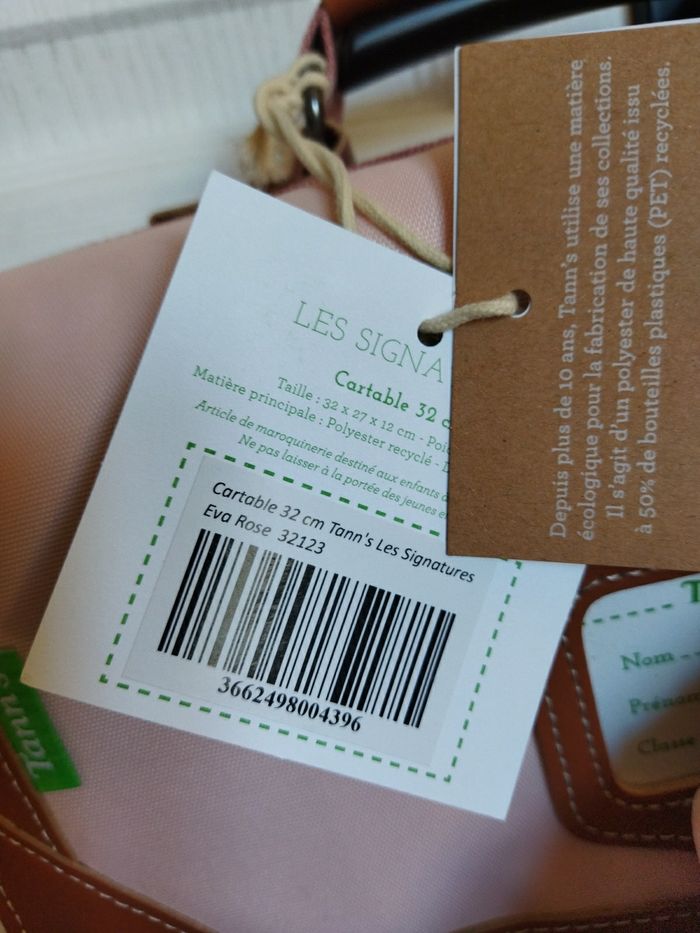 LES SIGNA
Cartable 32 c
Taille : 32 x 27 x 12 cm - Poi
Matière principale : Polyester recyclé - D
Article de maroquinerie destiné aux enfants
Ne pas laisser à la portée des jeunes e
Cartable 32 cm Tann's Les Signatures
Eva Rose 32123
3662498004396
Depuis plus de 10 ans, Tann's utilise une matière
écologique pour la fabrication de ses collections.
Il s'agit d'un polyester de haute qualité issu
à 50% de bouteilles plastiques (PET) recyclées.
Tann's
T
Nom
Prénom
Classe